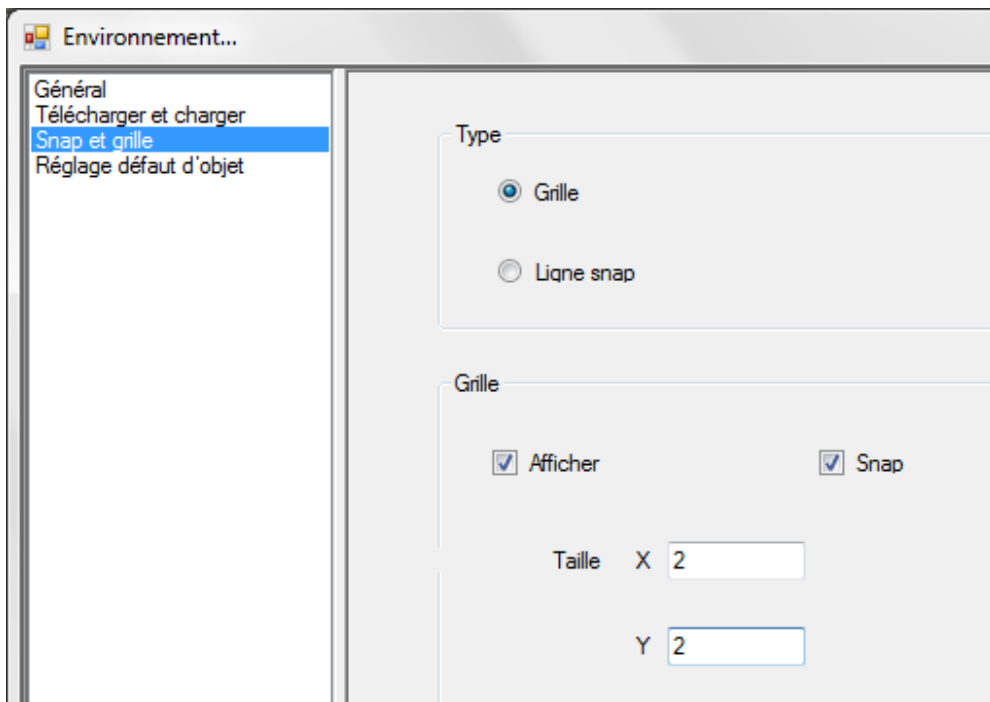 Environnement...
Général
Télécharger et charger
Snap et grille
Réglage défaut d'objet
Type
Grille
Ligne snap
Grille
Afficher
Snap
Taille X 2
Y 2